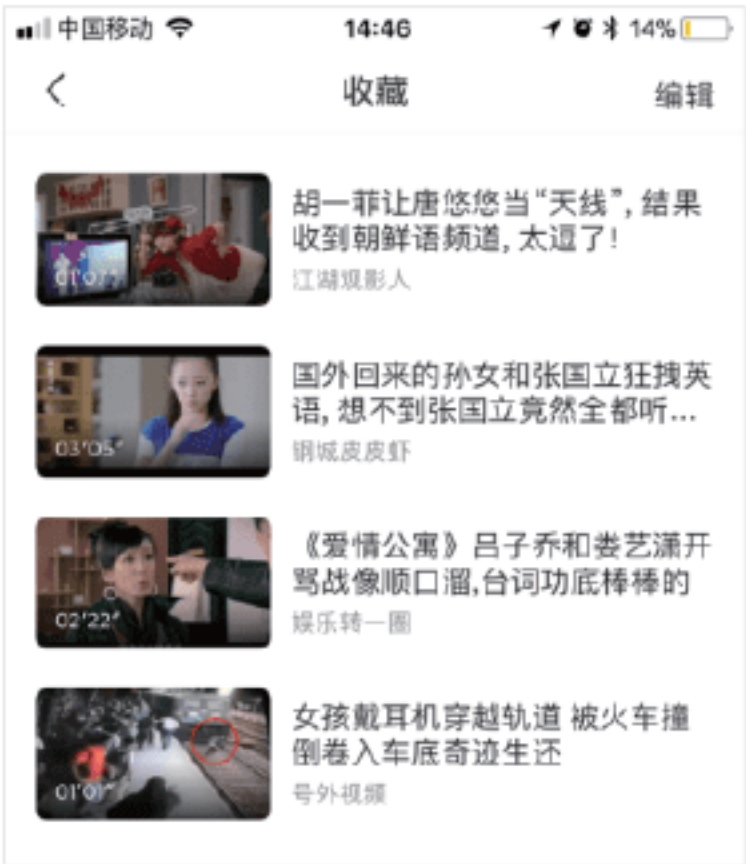 中国移动 14:46 14%
收藏 编辑
胡一菲让唐悠悠当“天线”, 结果
收到朝鲜语频道, 太逗了!
01'07"
江湖观影人
国外回来的孙女和张国立狂拽英
语, 想不到张国立竟然全都听...
03'05"
钢城皮皮虾
《爱情公寓》吕子乔和娄艺潇开
骂战像顺口溜,台词功底棒棒的
02'22"
娱乐转一圈
女孩戴耳机穿越轨道 被火车撞
倒卷入车底奇迹生还
01'01"
号外视频